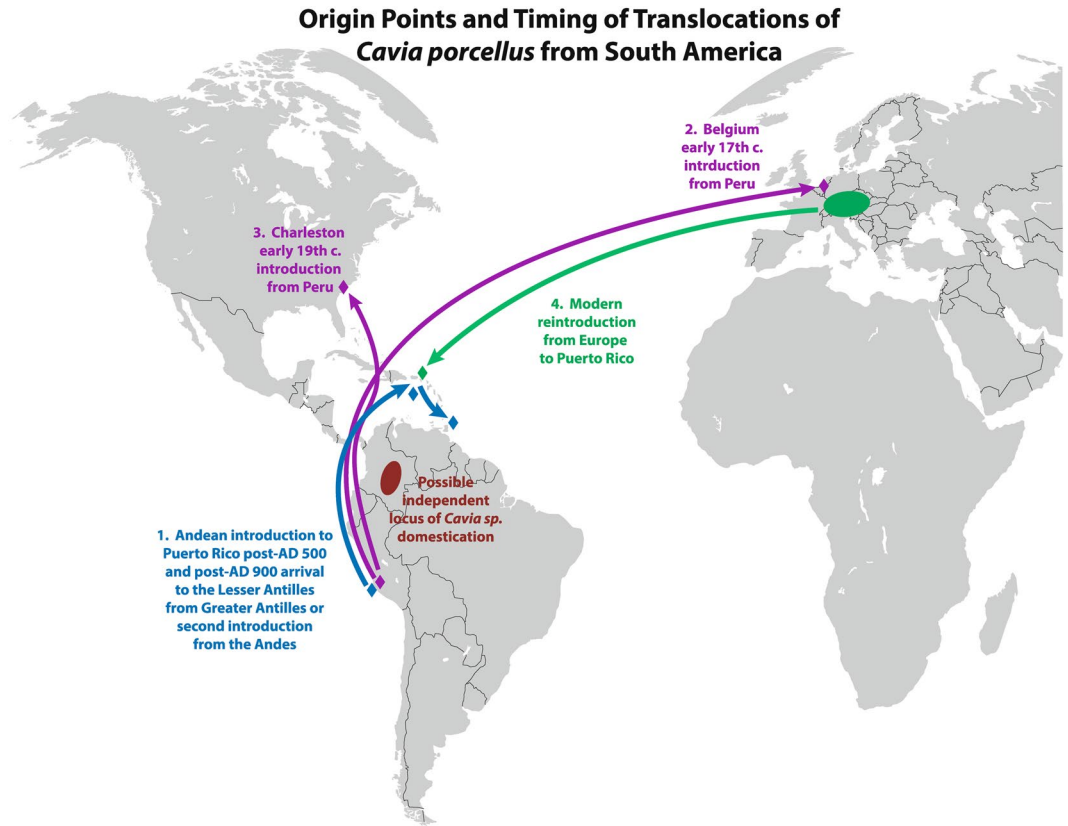 Origin Points and Timing of Translocations of
Cavia porcellus from South America
2. Belgium
early 17th c.
intrduction
from Peru
3. Charleston
early 19th c.
introduction
from Peru
4. Modern
reintroduction
from Europe
to Puerto Rico
Possible
independent
locus of Cavia sp.
domestication
1. Andean introduction to
Puerto Rico post-AD 500
and post-AD 900 arrival
to the Lesser Antilles
from Greater Antilles or
second introduction
from the Andes